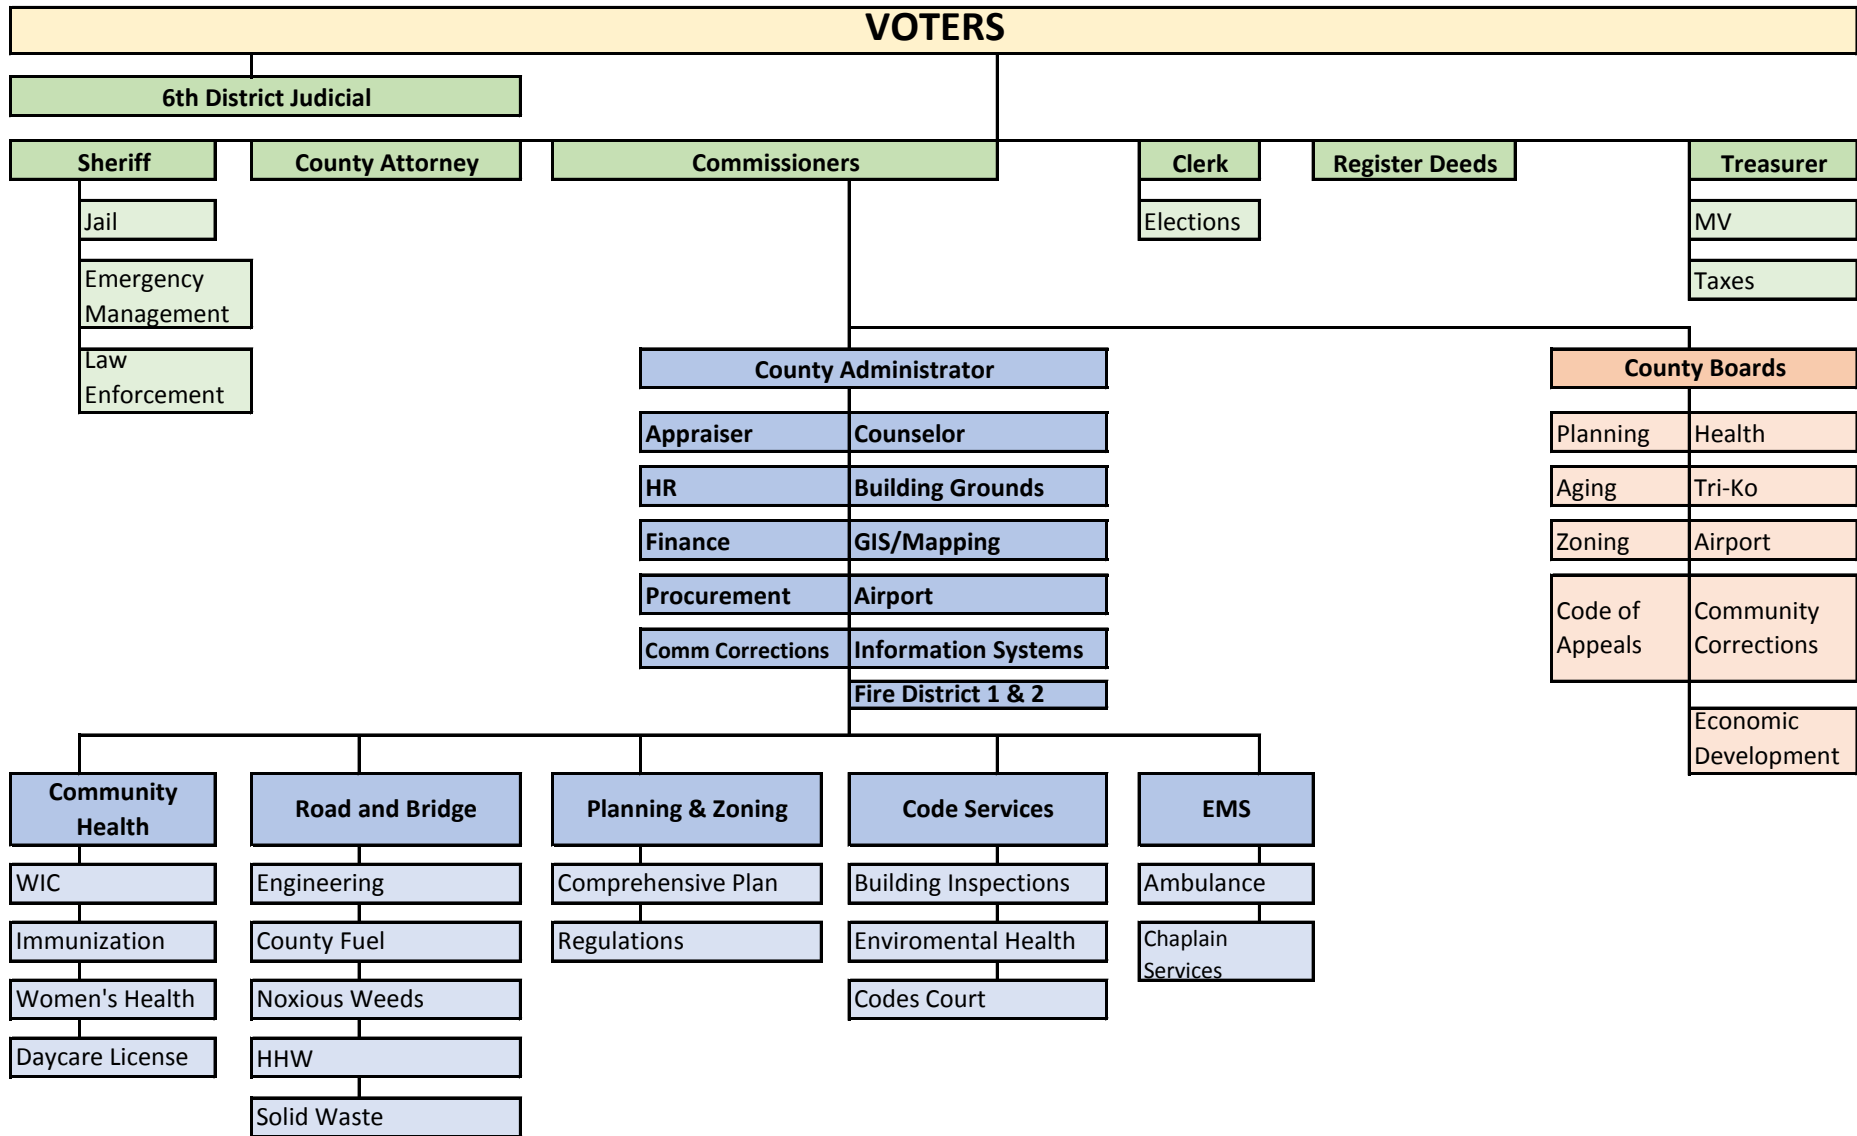 VOTERS
6th District Judicial
Sheriff
County Attorney
Commissioners
Clerk
Register Deeds
Treasurer
Jail
Elections
MV
Emergency
Management
Taxes
Law
Enforcement
County Administrator
County Boards
Appraiser
Counselor
Planning
Health
HR
Building Grounds
Aging
Tri-Ko
Finance
GIS/Mapping
Zoning
Airport
Procurement
Airport
Code of
Appeals
Community
Corrections
Comm Corrections
Information Systems
Fire District 1 & 2
Economic
Development
Community
Health
Road and Bridge
Planning & Zoning
Code Services
EMS
WIC
Engineering
Comprehensive Plan
Building Inspections
Ambulance
Immunization
County Fuel
Regulations
Enviromental Health
Chaplain
Services
Women's Health
Noxious Weeds
Codes Court
Daycare License
HHW
Solid Waste